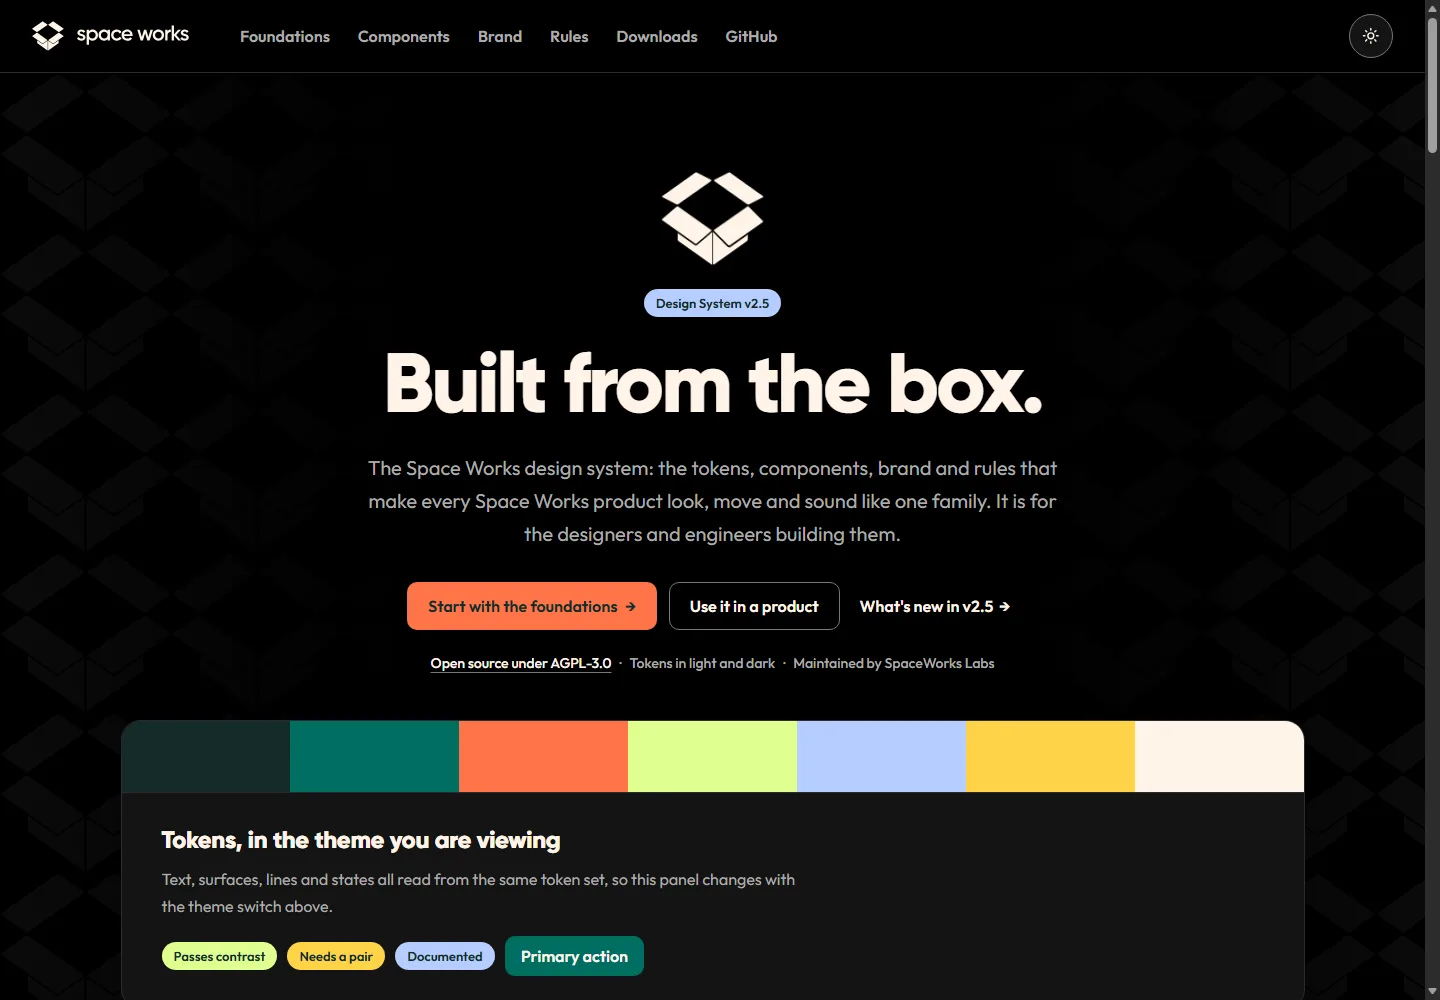 space works
Foundations
Components
Brand
Rules
Downloads
GitHub
Design System v2.5
Built from the box.
The Space Works design system: the tokens, components, brand and rules that
make every Space Works product look, move and sound like one family. It is for
the designers and engineers building them.
Start with the foundations →
Use it in a product
What's new in v2.5 →
Open source under AGPL-3.0 · Tokens in light and dark · Maintained by SpaceWorks Labs
Tokens, in the theme you are viewing
Text, surfaces, lines and states all read from the same token set, so this panel changes with
the theme switch above.
Passes contrast
Needs a pair
Documented
Primary action